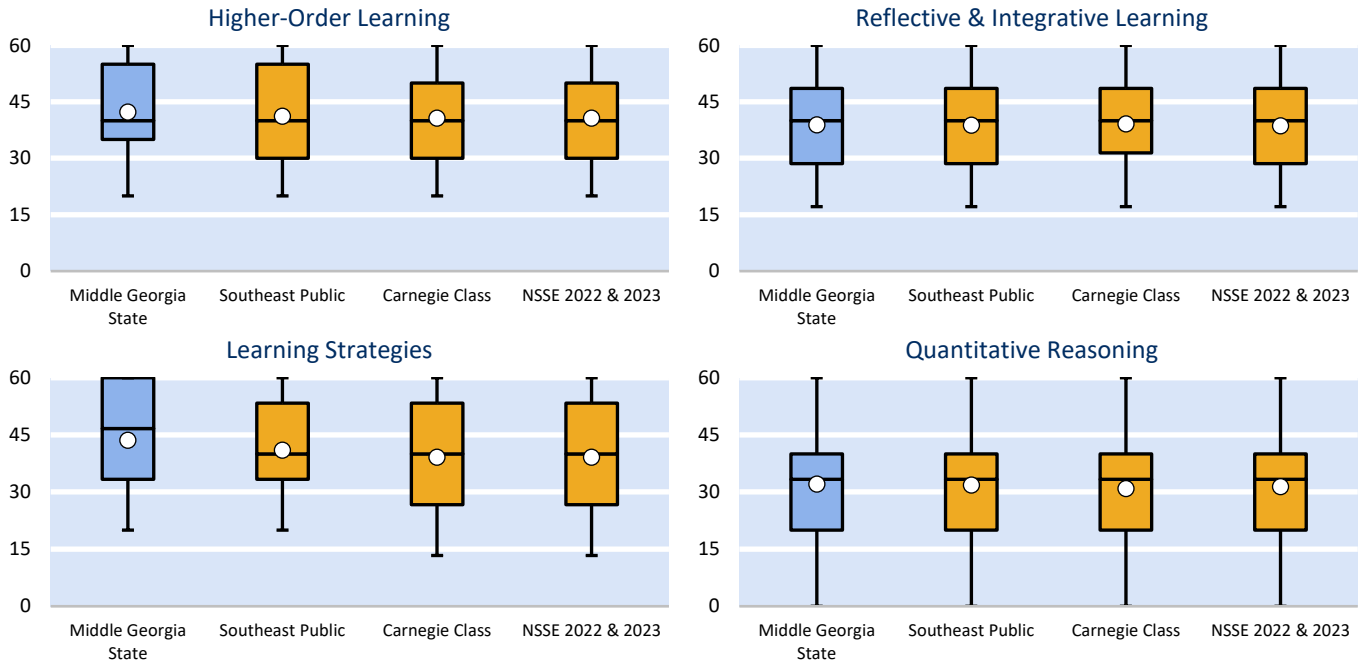 Higher-Order Learning
60
45
30
15
0
Middle Georgia State
Southeast Public
Carnegie Class
NSSE 2022 & 2023
Reflective & Integrative Learning
60
45
30
15
0
Middle Georgia State
Southeast Public
Carnegie Class
NSSE 2022 & 2023
Learning Strategies
60
45
30
15
0
Middle Georgia State
Southeast Public
Carnegie Class
NSSE 2022 & 2023
Quantitative Reasoning
60
45
30
15
0
Middle Georgia State
Southeast Public
Carnegie Class
NSSE 2022 & 2023